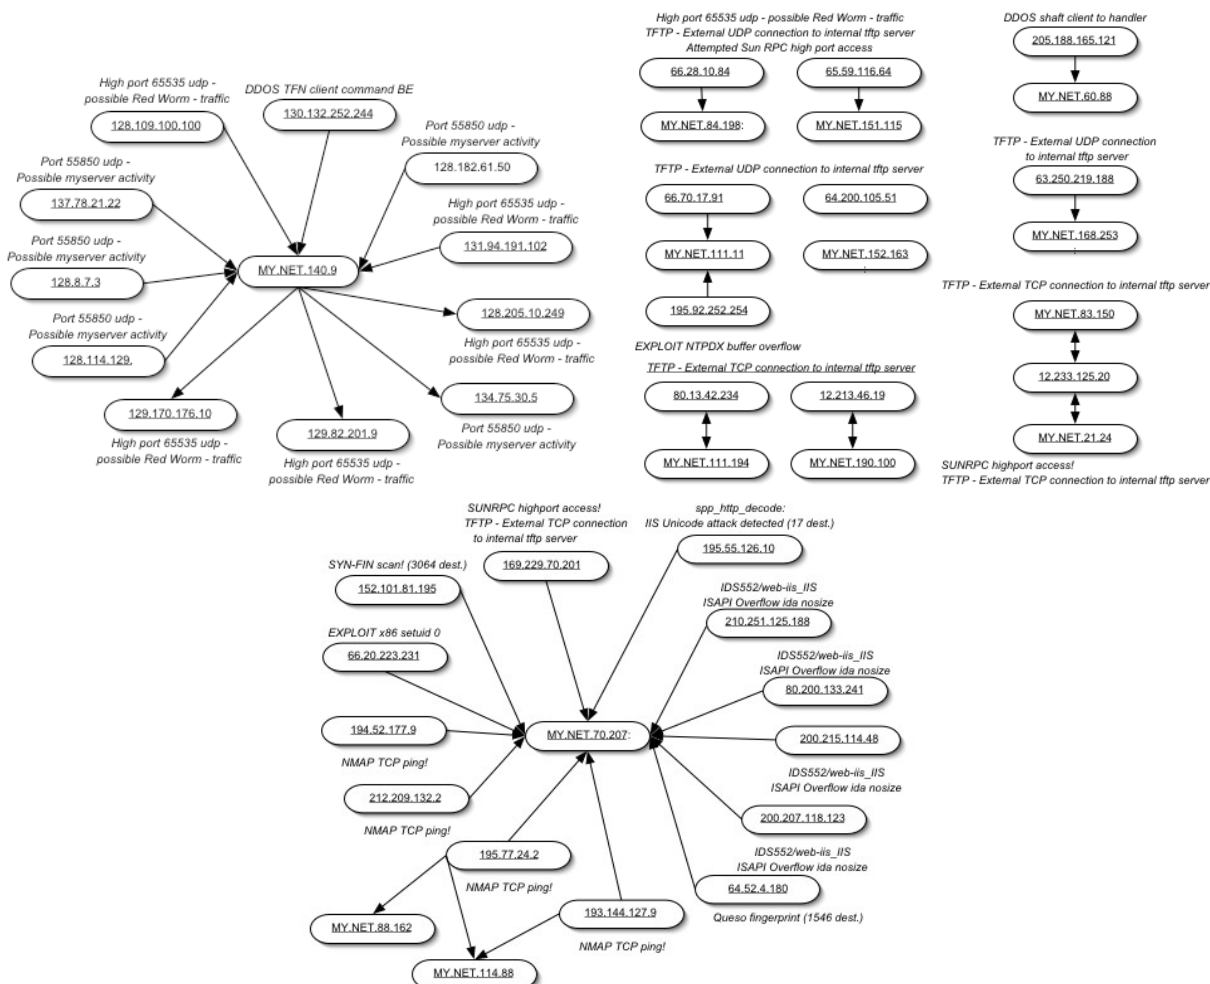 High port 65535 udp -
possible Red Worm - traffic
128.109.100.100
DDOS TFN client command BE
130.132.252.244
Port 55850 udp -
Possible myserver activity
128.182.61.50
Port 55850 udp -
Possible myserver activity
137.78.21.22
High port 65535 udp -
possible Red Worm - traffic
131.94.191.102
Port 55850 udp -
Possible myserver activity
128.8.7.3
MY.NET.140.9
Port 55850 udp -
Possible myserver activity
128.114.129.
128.205.10.249
High port 65535 udp -
possible Red Worm - traffic
129.170.176.10
High port 65535 udp -
possible Red Worm - traffic
129.82.201.9
High port 65535 udp -
possible Red Worm - traffic
134.75.30.5
Port 55850 udp -
Possible myserver activity
High port 65535 udp - possible Red Worm - traffic
TFTP - External UDP connection to internal tftp server
Attempted Sun RPC high port access
66.28.10.84
65.59.116.64
MY.NET.84.198:
MY.NET.151.115
TFTP - External UDP connection to internal tftp server
66.70.17.91
64.200.105.51
MY.NET.111.11
MY.NET.152.163
:
195.92.252.254
EXPLOIT NTPDX buffer overflow
TFTP - External TCP connection to internal tftp server
80.13.42.234
12.213.46.19
MY.NET.111.194
MY.NET.190.100
DDOS shaft client to handler
205.188.165.121
MY.NET.60.88
TFTP - External UDP connection
to internal tftp server
63.250.219.188
MY.NET.168.253
:
TFTP - External TCP connection to internal tftp server
MY.NET.83.150
12.233.125.20
MY.NET.21.24
SUNRPC highport access!
TFTP - External TCP connection to internal tftp server
SUNRPC highport access!
TFTP - External TCP connection
to internal tftp server
169.229.70.201
spp_http_decode:
IIS Unicode attack detected (17 dest.)
195.55.126.10
SYN-FIN scan! (3064 dest.)
152.101.81.195
IDS552/web-iis_IIS
ISAPI Overflow ida nosize
210.251.125.188
EXPLOIT x86 setuid 0
66.20.223.231
IDS552/web-iis_IIS
ISAPI Overflow ida nosize
80.200.133.241
194.52.177.9
NMAP TCP ping!
MY.NET.70.207:
200.215.114.48
IDS552/web-iis_IIS
ISAPI Overflow ida nosize
212.209.132.2
NMAP TCP ping!
200.207.118.123
IDS552/web-iis_IIS
ISAPI Overflow ida nosize
195.77.24.2
NMAP TCP ping!
64.52.4.180
Queso fingerprint (1546 dest.)
193.144.127.9
NMAP TCP ping!
MY.NET.88.162
MY.NET.114.88